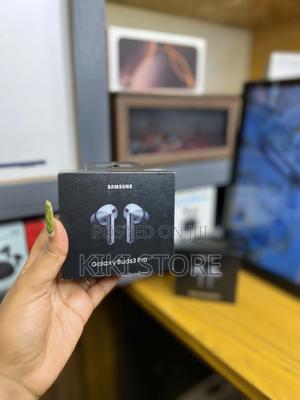 SAMSUNG
POSTED ON JIJI
KIKI STORE
Galaxy Buds3 Pro